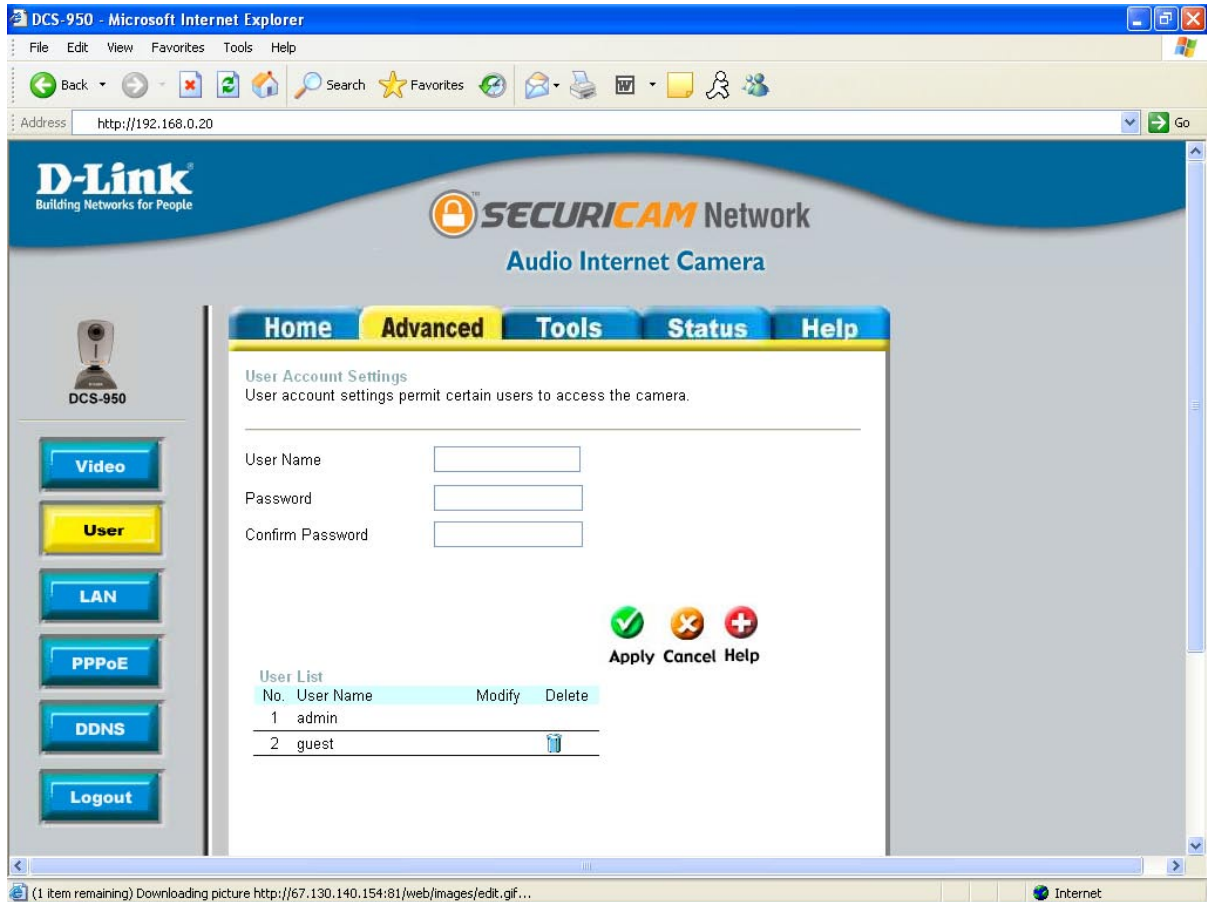 DCS-950 - Microsoft Internet Explorer
File Edit View Favorites Tools Help
Back Search Favorites
Address http://192.168.0.20 Go
D-Link
Building Networks for People
SECURICAM Network
Audio Internet Camera
DCS-950
Home Advanced Tools Status Help
Video
User
LAN
PPPoE
DDNS
Logout
User Account Settings
User account settings permit certain users to access the camera.
User Name
Password
Confirm Password
Apply Cancel Help
User List
No. User Name Modify Delete
1 admin
2 guest
(1 item remaining) Downloading picture http://67.130.140.154:81/web/images/edit.gif... Internet